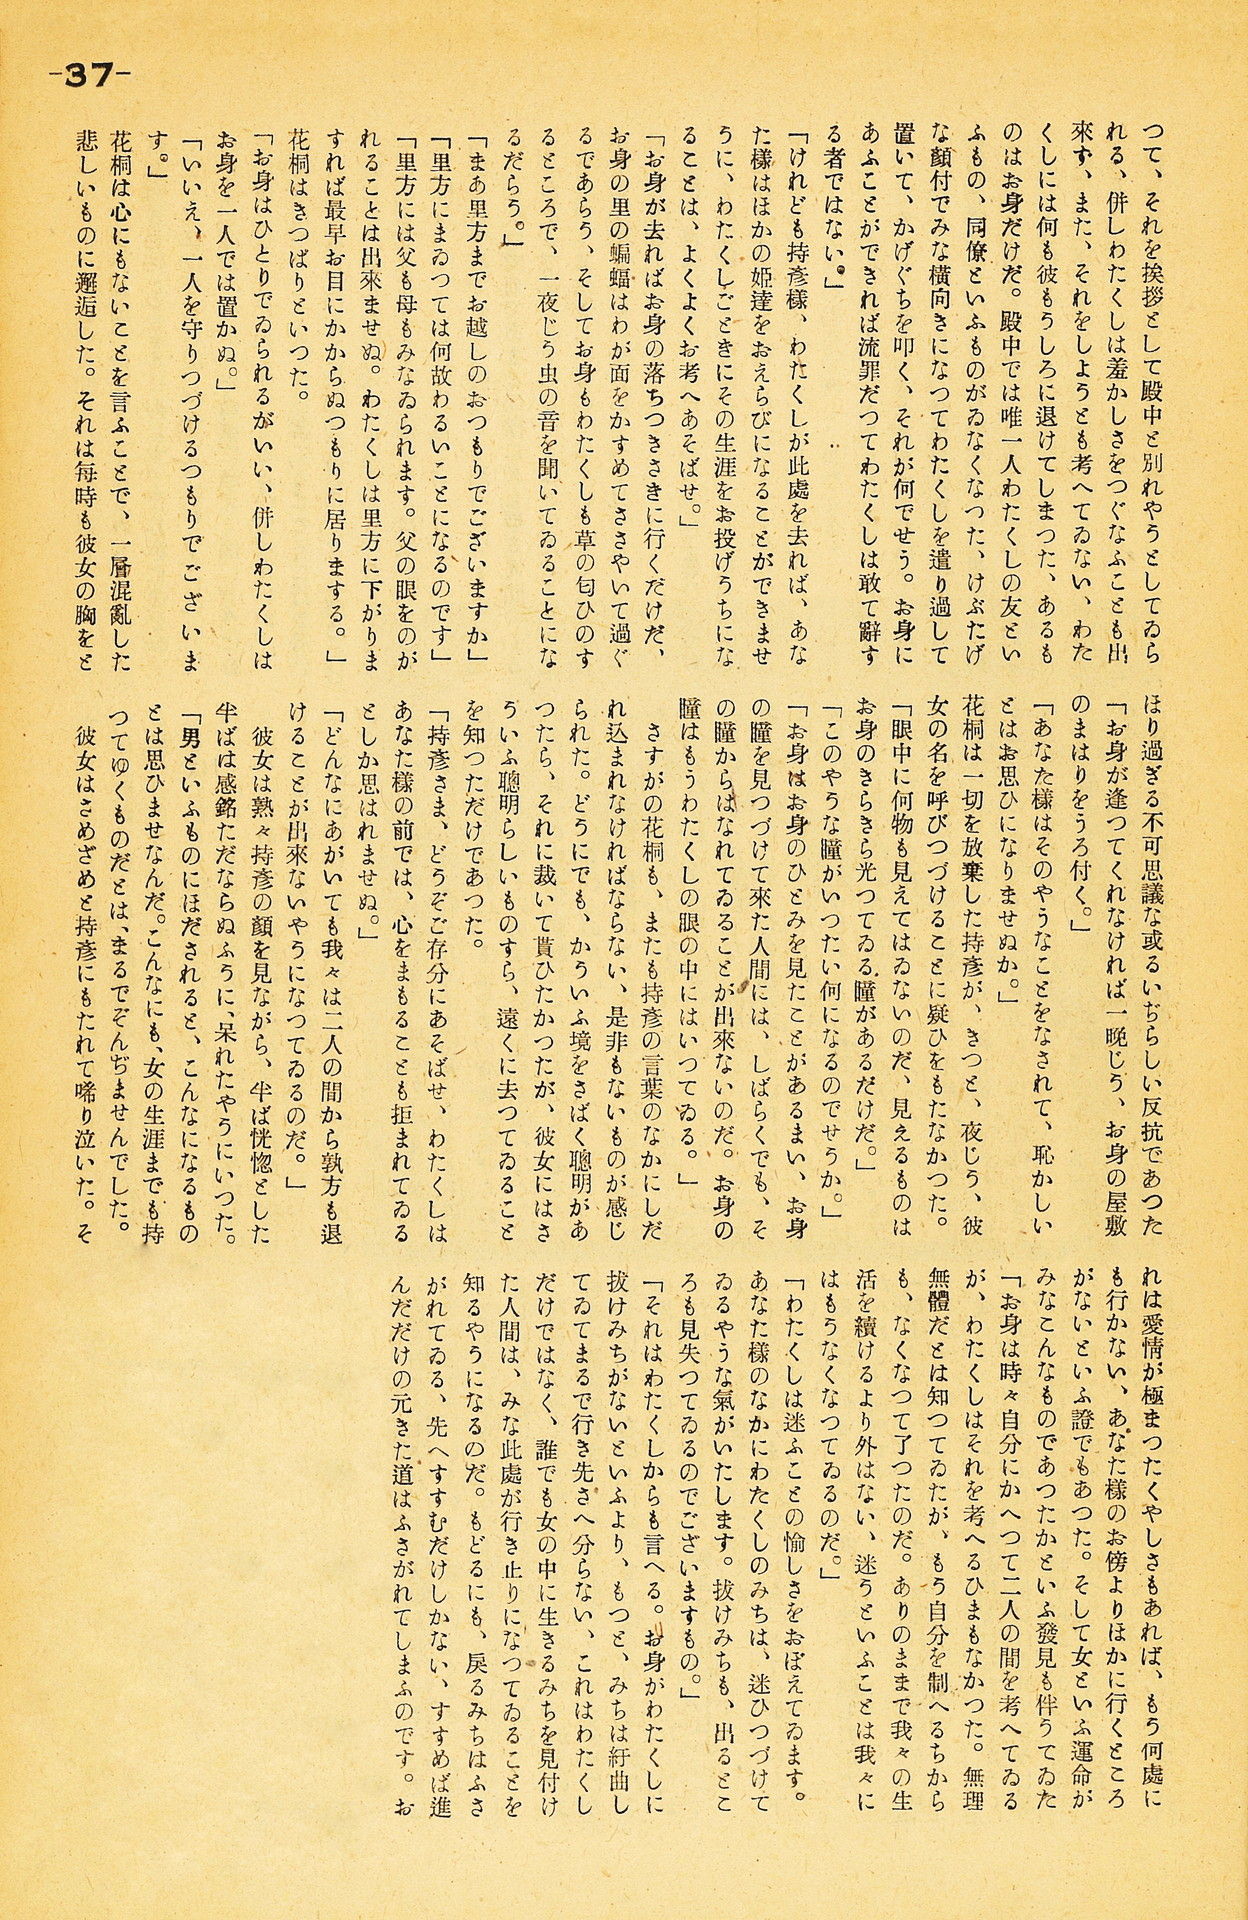 -37-
つて、それを挨拶として殿中と別れやうとしてゐら
れる、併しわたくしは羞かしさをつぐなふことも出
來ず、また、それをしようとも考へてゐない、わた
くしには何も彼もうしろに退けてしまつた、あるも
のはお身だけだ。殿中では唯一人わたくしの友とい
ふもの、同僚といふものがゐなくなつた、けぶたげ
な顏付でみな橫向きになつてわたくしを遣り過して
置いて、かげぐちを叩く、それが何でせう。お身に
あふことができれば流罪だつてわたくしは敢て辭す
る者ではない。」
「けれども持彥樣、わたくしが此處を去れば、あな
た樣はほかの姬達をおえらびになることができませ
うに、わたくしごときにその生涯をお投げうちにな
ることは、よくよくお考へあそばせ。」
「お身が去ればお身の落ちつきさきに行くだけだ、
お身の里の蝙蝠はわが面をかすめてささやいて過ぐ
るであらう、そしてお身もわたくしも草の匂ひのす
るところで、一夜じう虫の音を聞いてゐることにな
るだらう。」
「まあ里方までお越しのおつもりでございますか」
「里方にまゐつては何故わるいことになるのです」
「里方には父も母もみなゐられます。父の眼をのが
れることは出來ませぬ。わたくしは里方に下がりま
すれば最早お目にかからぬつもりに居りまする。」
花桐はきつぱりといつた。
「お身はひとりでゐられるがいい、併しわたくしは
お身を一人では置かぬ。」
「いいえ、一人を守りつづけるつもりでございま
す。」
花桐は心にもないことを言ふことで、一層混亂した
悲しいものに邂逅した。それは每時も彼女の胸をと
ほり過ぎる不可思議な或るいぢらしい反抗であつた
「お身が逢つてくれなければ一晚じう、お身の屋敷
のまはりをうろ付く。」
「あなた樣はそのやうなことをなされて、恥かしい
とはお思ひになりませぬか。」
花桐は一切を放棄した持彥が、きつと、夜じう、彼
女の名を呼びつづけることに疑ひをもたなかつた。
「眼中に何物も見えてはゐないのだ、見えるものは
お身のきらきら光つてゐる瞳があるだけだ。」
「このやうな瞳がいつたい何になるのでせうか。」
「お身はお身のひとみを見たことがあるまい、お身
の瞳を見つづけて來た人間には、しばらくでも、そ
の瞳からはなれてゐることが出來ないのだ。お身の
瞳はもうわたくしの眼の中にはいつてゐる。」
さすがの花桐も、またも持彥の言葉のなかにしだ
れ込まれなければならない、是非もないものが感じ
られた。どうにでも、かういふ境をさばく聰明があ
つたら、それに裁いて貰ひたかつたが、彼女にはさ
ういふ聰明らしいものすら、遠くに去つてゐること
を知つただけであつた。
「持彥さま、どうぞご存分にあそばせ、わたくしは
あなた樣の前では、心をまもることも拒まれてゐる
としか思はれませぬ。」
「どんなにあがいても我々は二人の間から孰方も退
けることが出來ないやうになつてゐるのだ。」
彼女は熟々持彥の顏を見ながら、半ば恍惚とした
半ばは感銘ただならぬふうに、呆れたやうにいつた。
「男といふものにほだされると、こんなになるもの
とは思ひませなんだ。こんなにも、女の生涯までも持
つてゆくものだとは、まるでぞんぢませんでした。
彼女はさめざめと持彥にもたれて啼り泣いた。そ
れは愛情が極まつたくやしさもあれば、もう何處に
も行かない、あなた樣のお傍よりほかに行くところ
がないといふ證でもあつた。そして女といふ運命が
みなこんなものであつたかといふ發見も伴うてゐた
「お身は時々自分にかへつて二人の間を考へてゐる
が、わたくしはそれを考へるひまもなかつた。無理
無體だとは知つてゐたが、もう自分を制へるちから
も、なくなつて了つたのだ。ありのままで我々の生
活を續けるより外はない、迷うといふことは我々に
はもうなくなつてゐるのだ。」
「わたくしは迷ふことの愉しさをおぼえてゐます。
あなた樣のなかにわたくしのみちは、迷ひつづけて
ゐるやうな氣がいたします。拔けみちも、出るとこ
ろも見失つてゐるのでございますもの。」
「それはわたくしからも言へる。お身がわたくしに
拔けみちがないといふより、もつと、みちは紆曲し
てゐてまるで行き先さへ分らない、これはわたくし
だけではなく、誰でも女の中に生きるみちを見付け
た人間は、みな此處が行き止りになつてゐることを
知るやうになるのだ。もどるにも、戾るみちはふさ
がれてゐる、先へすすむだけしかない、すすめば進
んだだけの元きた道はふさがれてしまふのです。お